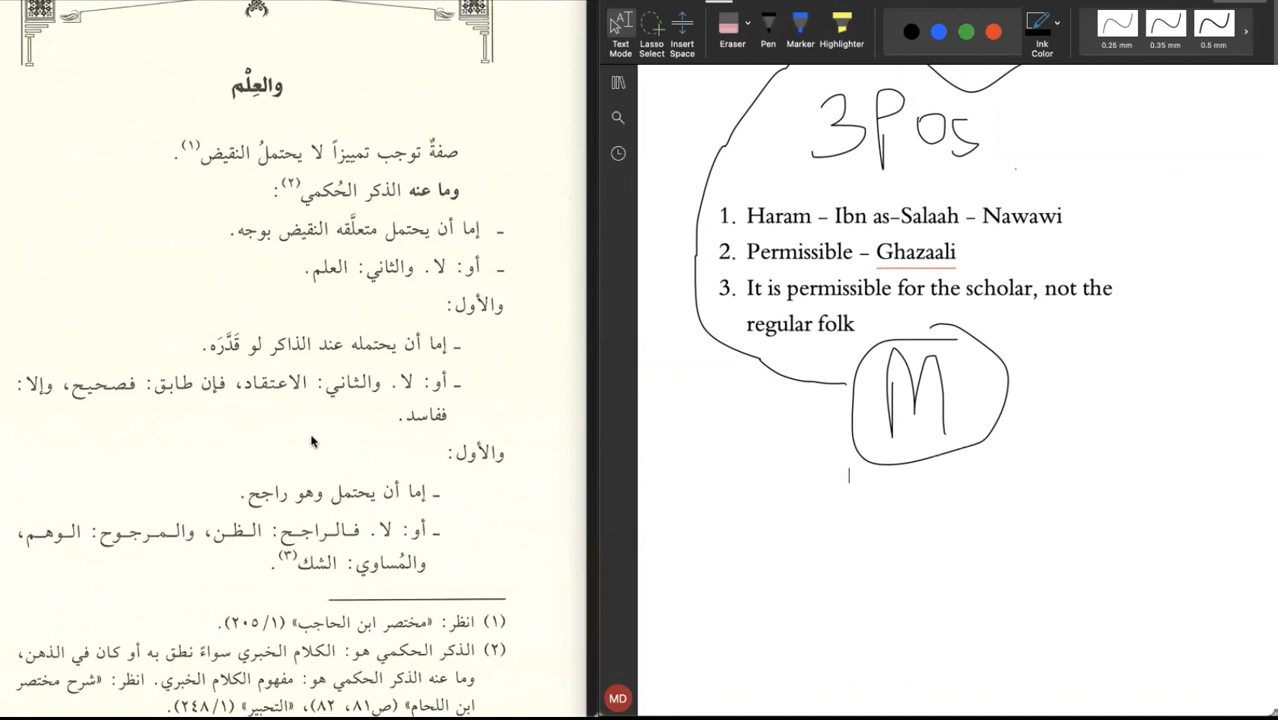 والعِلْم
صفةٌ توجب تمييزاً لا يحتملُ النقيض(١).
وما عنه الذكر الحُكمي(٢):
ـ إما أن يحتمل متعلَّقه النقيض بوجه.
ـ أو: لا. والثاني: العلم.
والأول:
ـ إما أن يحتمله عند الذاكر لو قَدَّرَه.
ـ أو: لا. والثاني: الاعتقاد، فإن طابق: فصحيح، وإلا:
ففاسد.
والأول:
ـ إما أن يحتمل وهو راجح.
ـ أو: لا. فـالـراجـح: الـظـن، والـمـرجـوح: الـوهـم،
والمُساوي: الشك(٣).
(١) انظر: «مختصر ابن الحاجب» (٢٠٥/١).
(٢) الذكر الحكمي هو: الكلام الخبري سواءً نطق به أو كان في الذهن،
وما عنه الذكر الحكمي هو: مفهوم الكلام الخبري. انظر: «شرح مختصر
ابن اللحام» (ص٨١، ٨٢)، «التحبير» (٢٤٨/١).
Text Mode
Lasso Select
Insert Space
Eraser
Pen
Marker
Highlighter
Ink Color
0.25 mm
0.35 mm
0.5 mm
3 Pos
1. Haram – Ibn as-Salaah – Nawawi
2. Permissible – Ghazaali
3. It is permissible for the scholar, not the
regular folk
M
MD